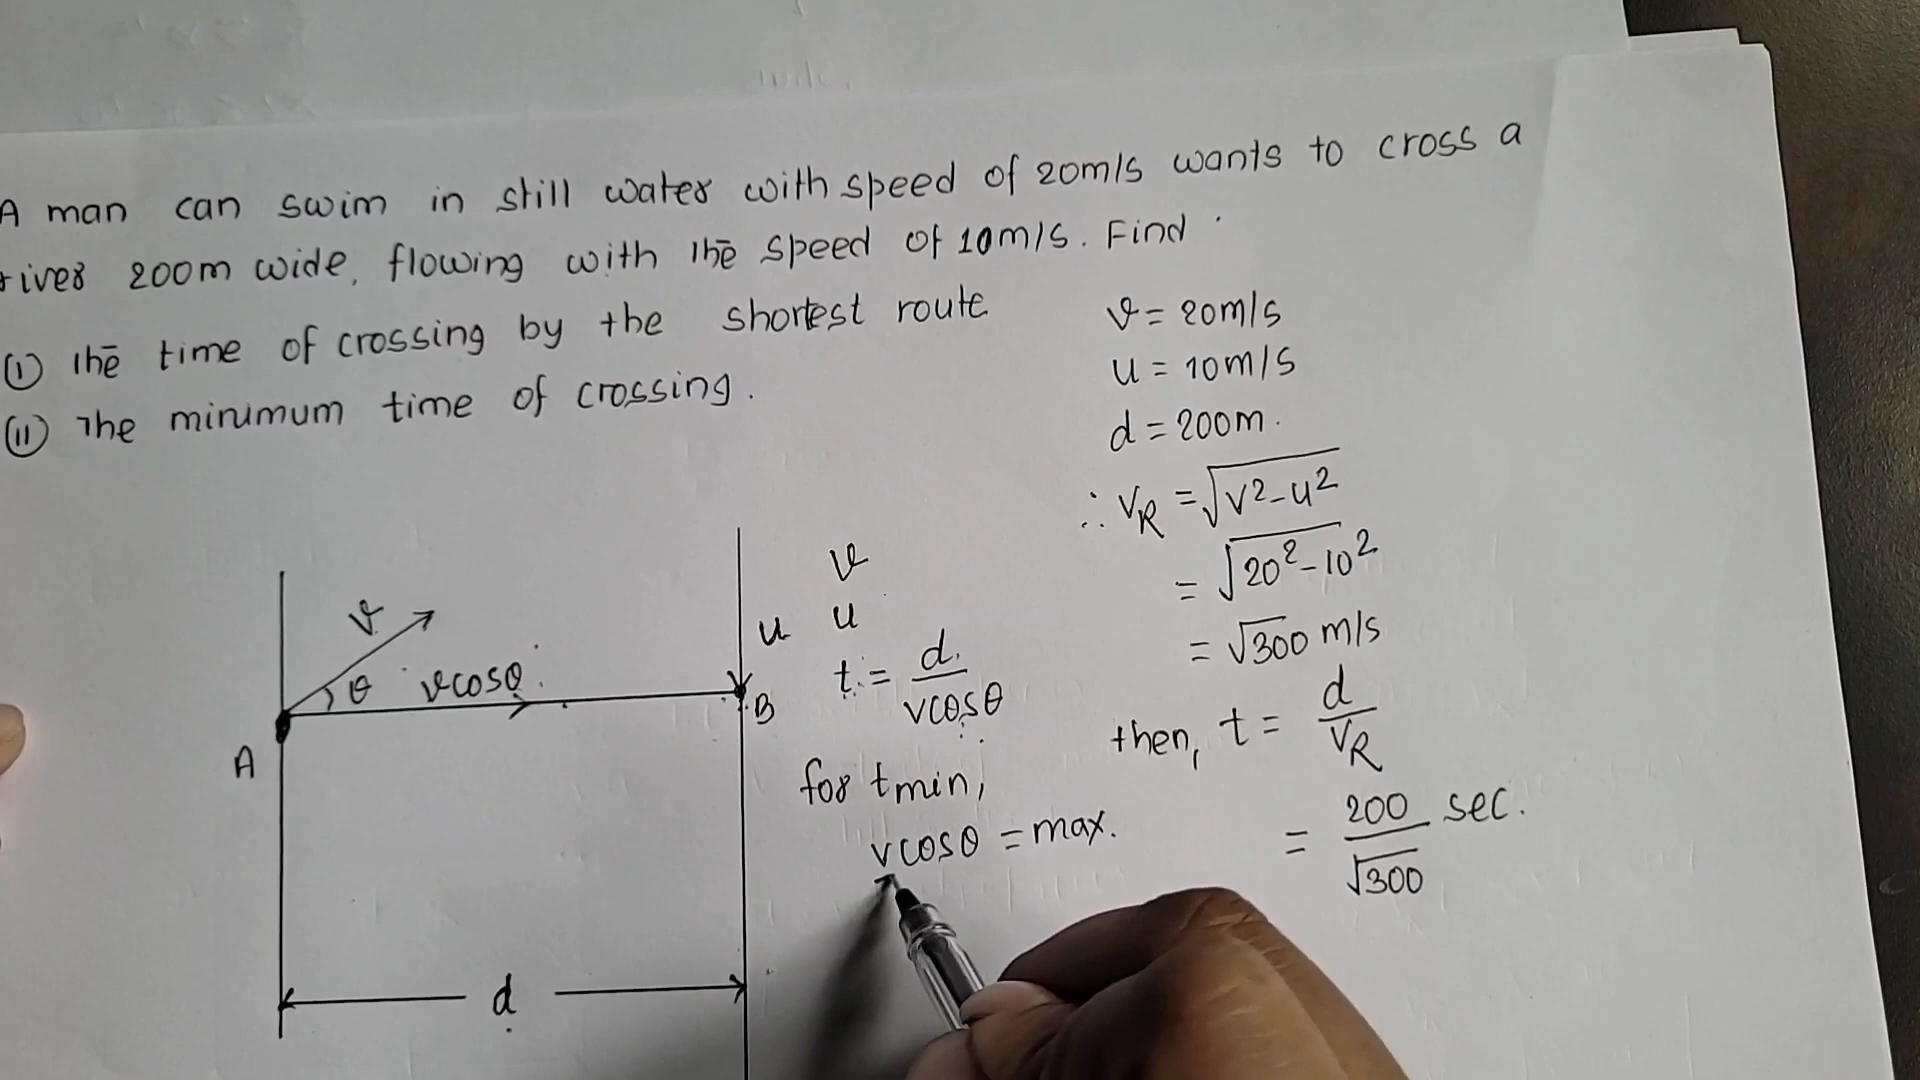 A man can swim in still water with speed of 20m/s wants to cross a
river 200m wide, flowing with the speed of 10m/s. Find
(I) The time of crossing by the shortest route
(II) The minimum time of crossing.
v = 20m/s
u = 10m/s
d = 200m.
∴ VR = √V²-u²
= √20²-10²
= √300 m/s
then, t = d/VR
= 200/√300 sec.
v
θ
vcosθ
A
B
u
d
v
u
t = d/vcosθ
for tmin,
vcosθ = max.